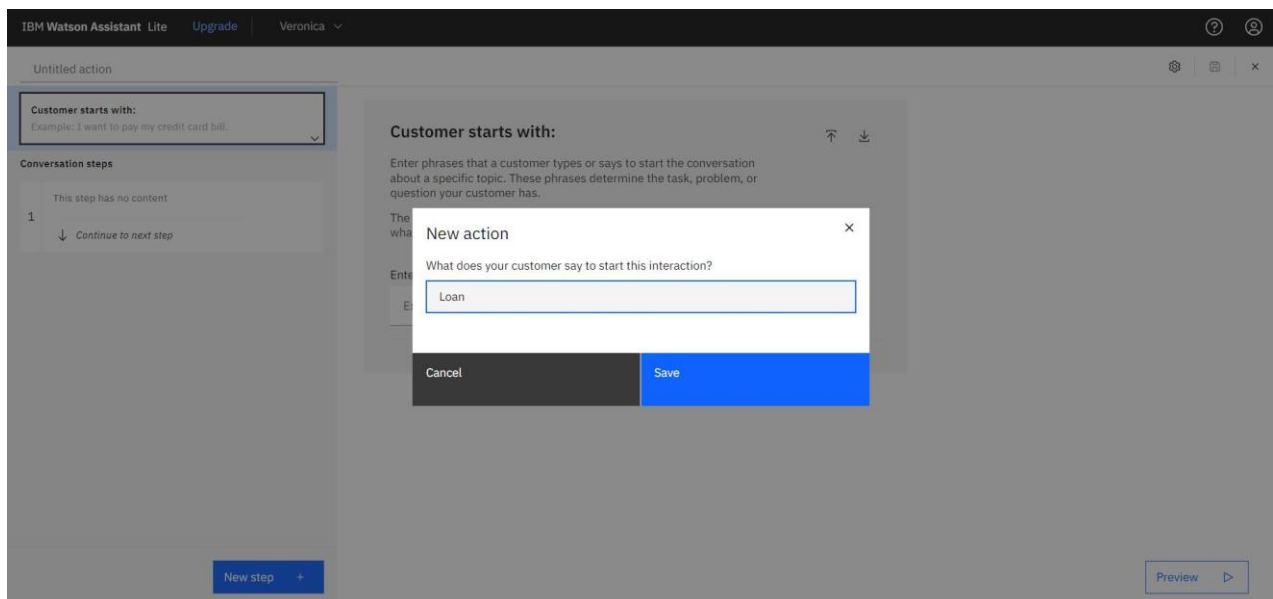 IBM Watson Assistant Lite Upgrade Veronica
Untitled action
Customer starts with:
Example: I want to pay my credit card bill.
Conversation steps
1
This step has no content
Continue to next step
New step +
Customer starts with:
Enter phrases that a customer types or says to start the conversation
about a specific topic. These phrases determine the task, problem, or
question your customer has.
The
New action
What does your customer say to start this interaction?
Loan
Cancel
Save
Preview